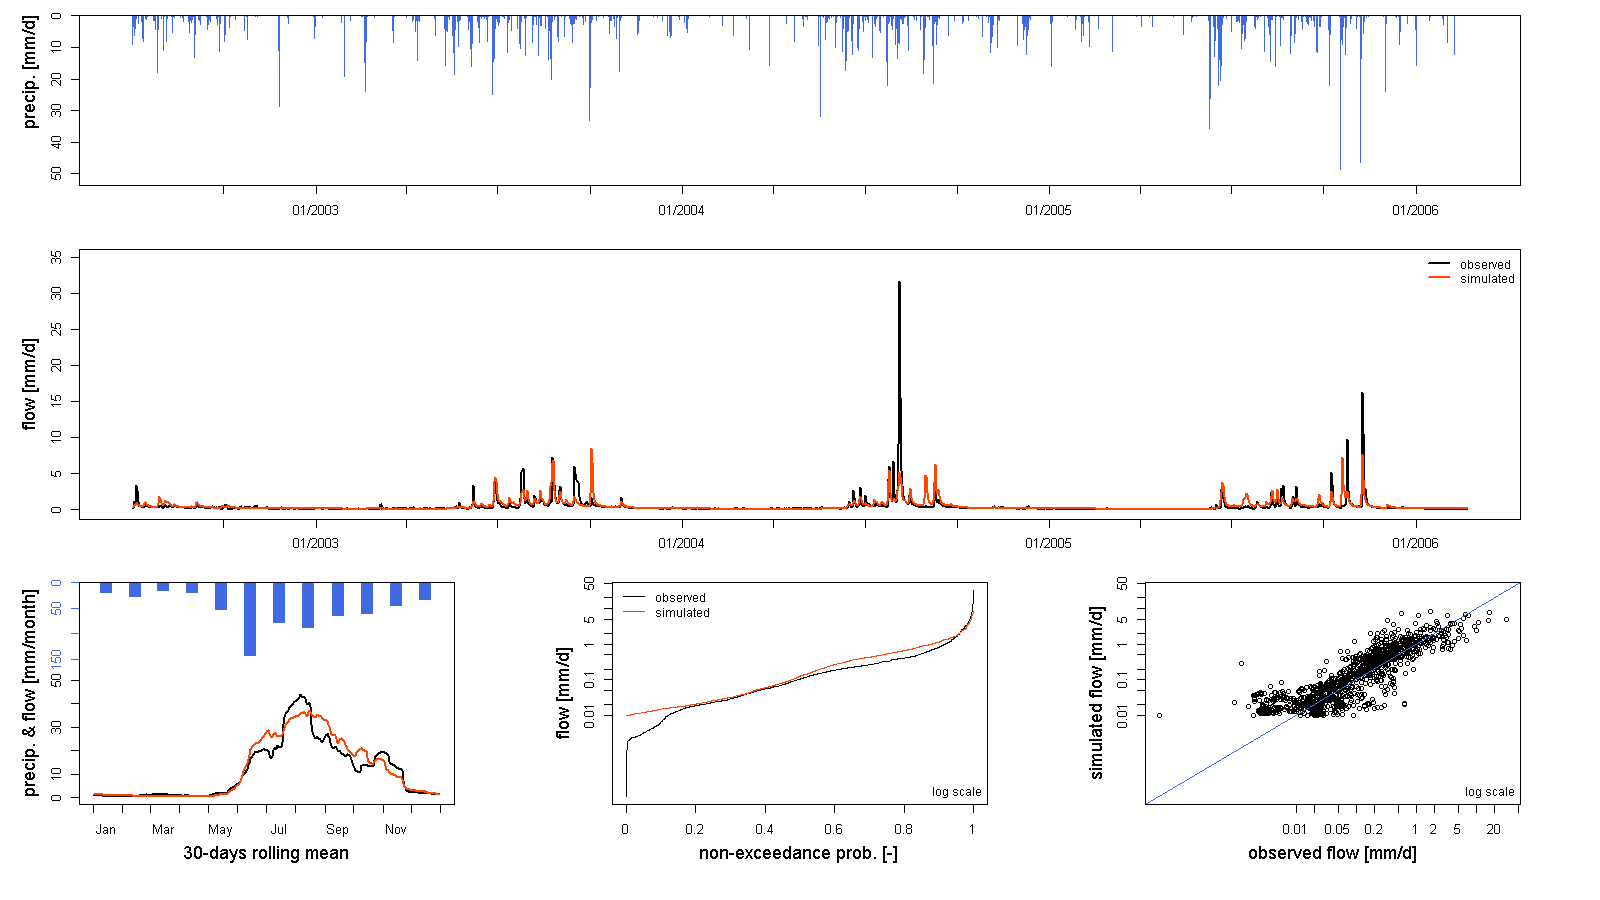 precip. [mm/d]
0
10
20
30
40
50
01/2003
01/2004
01/2005
01/2006
flow [mm/d]
35
30
25
20
15
10
5
0
observed
simulated
01/2003
01/2004
01/2005
01/2006
precip. & flow [mm/month]
0
50
150
50
30
10
0
Jan
Mar
May
Jul
Sep
Nov
30-days rolling mean
flow [mm/d]
50
5
1
0.1
0.01
observed
simulated
log scale
0
0.2
0.4
0.6
0.8
1
non-exceedance prob. [-]
simulated flow [mm/d]
50
5
1
0.1
0.01
log scale
0.01
0.05
0.2
1
2
5
20
observed flow [mm/d]